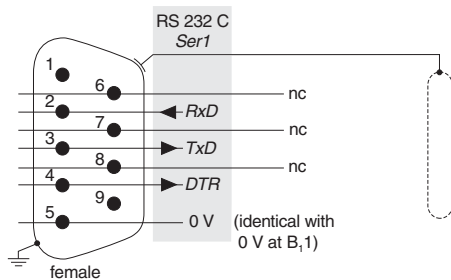 RS 232 C
Ser1
1
6
nc
2
RxD
7
nc
3
TxD
8
nc
4
DTR
9
5
0 V (identical with
0 V at B₁1)
female